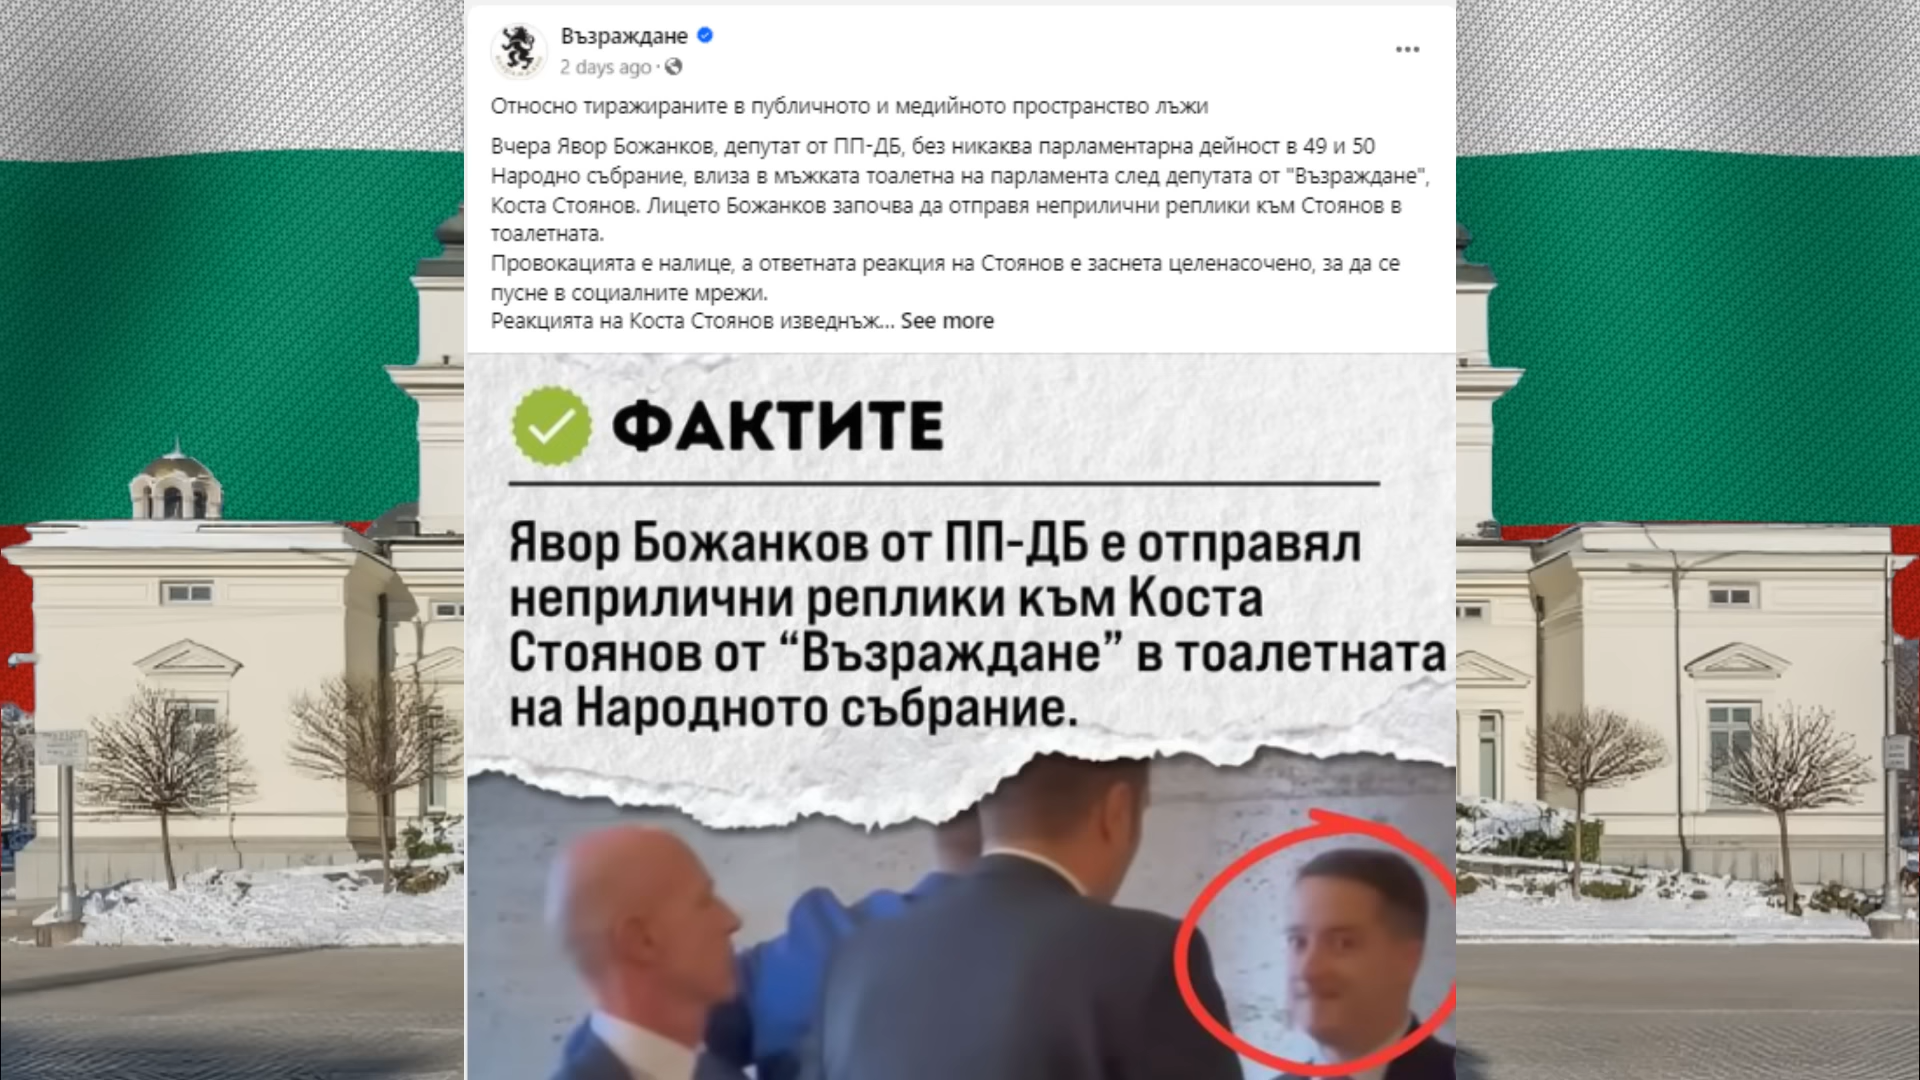 Възраждане
2 days ago ·
Относно тиражираните в публичното и медийното пространство лъжи
Вчера Явор Божанков, депутат от ПП-ДБ, без никаква парламентарна дейност в 49 и 50
Народно събрание, влиза в мъжката тоалетна на парламента след депутата от "Възраждане",
Коста Стоянов. Лицето Божанков започва да отправя неприлични реплики към Стоянов в
тоалетната.
Провокацията е налице, а ответната реакция на Стоянов е заснета целенасочено, за да се
пусне в социалните мрежи.
Реакцията на Коста Стоянов изведнъж... See more
ФАКТИТЕ
Явор Божанков от ПП-ДБ е отправял
неприлични реплики към Коста
Стоянов от “Възраждане” в тоалетната
на Народното събрание.